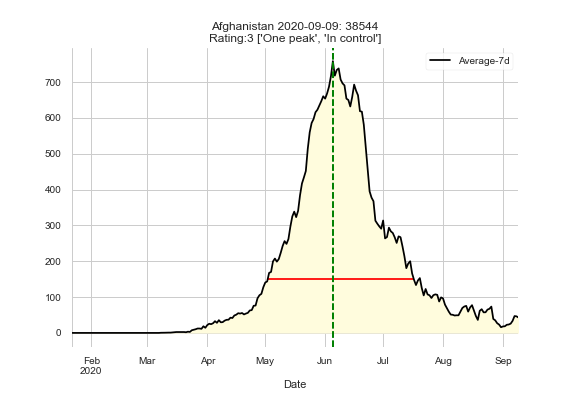 Afghanistan 2020-09-09: 38544
Rating:3 ['One peak', 'In control']
Average-7d
700
600
500
400
300
200
100
0
Feb Mar Apr May Jun Jul Aug Sep
2020
Date